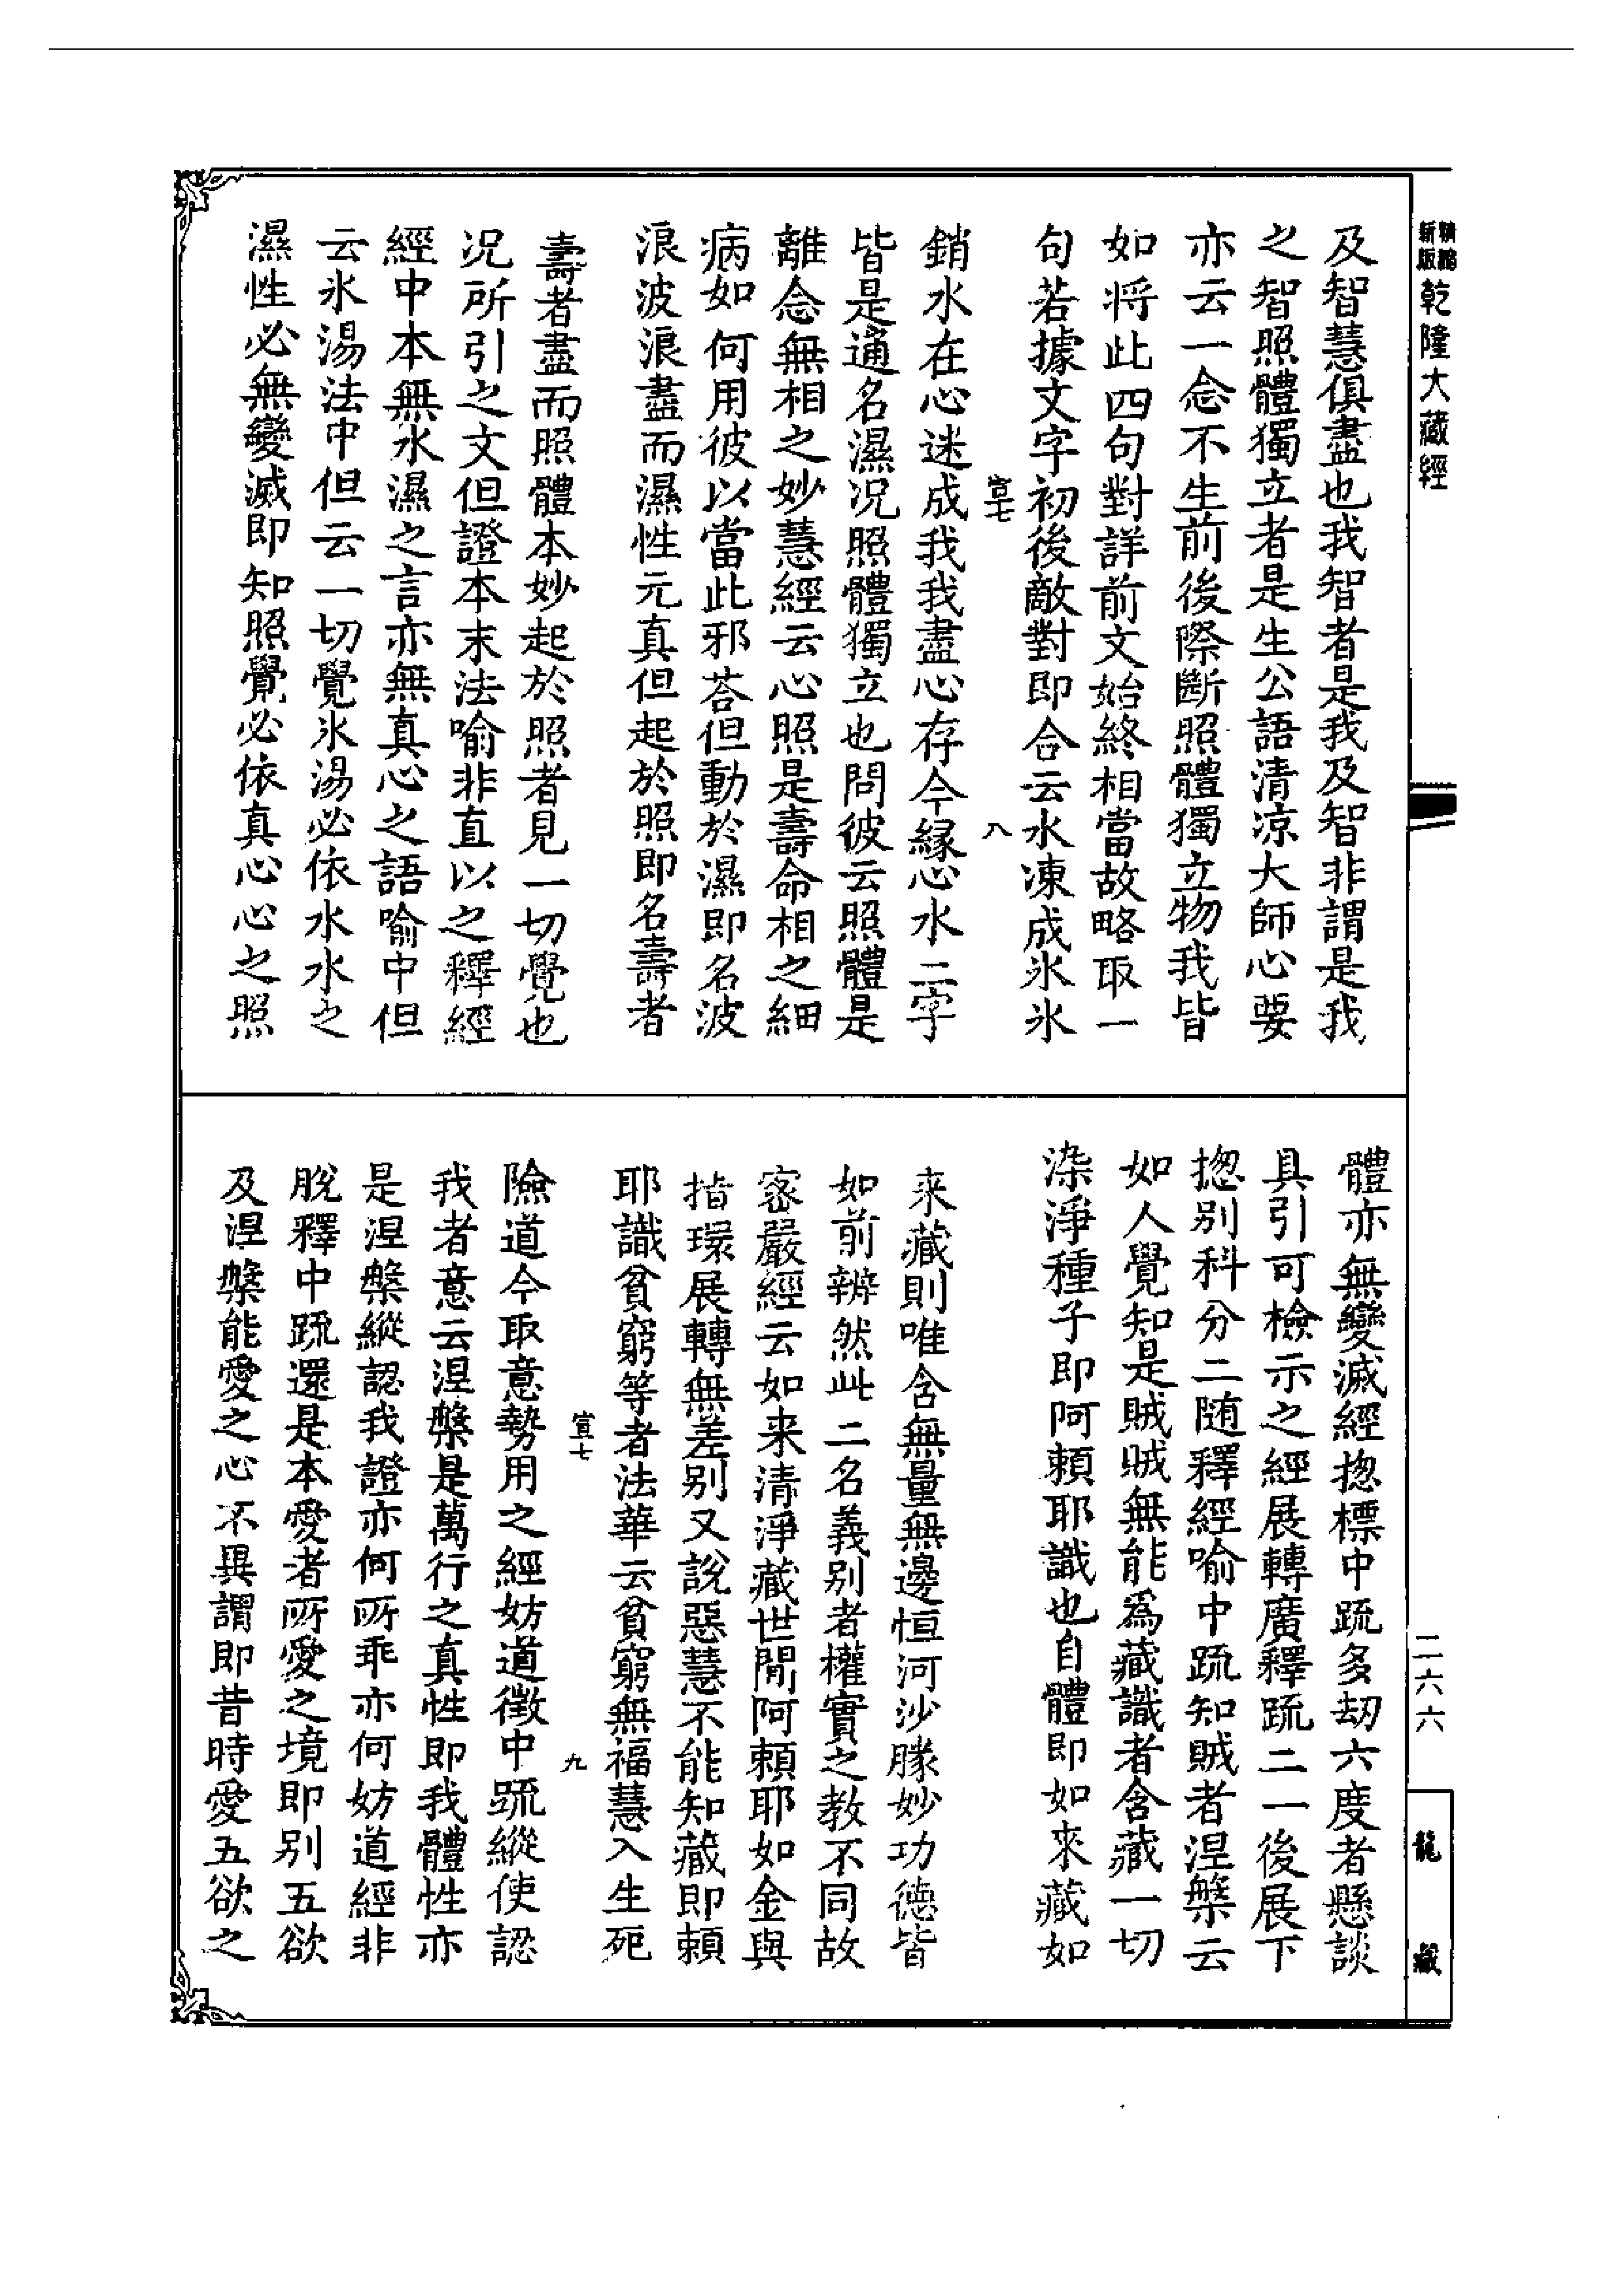 精縮新版乾隆大藏經
及智慧俱盡也我智者是我及智非謂是我
之智照體獨立者是生公語清涼大師心要
亦云一念不生前後際斷照體獨立物我皆
如將此四句對詳前文始終相當故略取一
句若據文字初後敵對即合云水凍成氷氷
宣七
八
銷水在心迷成我我盡心存今縁心水二字
皆是通名濕况照體獨立也問彼云照體是
離念無相之妙慧經云心照是壽命相之細
病如何用彼以當此邪荅但動於濕即名波
浪波浪盡而濕性元真但起於照即名壽者
壽者盡而照體本妙起於照者見一切覺也
况所引之文但證本末法喻非直以之釋經
經中本無水濕之言亦無真心之語喻中但
云氷湯法中但云一切覺氷湯必依水水之
濕性必無變滅即知照覺必依真心心之照
體亦無變滅經揔標中䟽多劫六度者懸談
具引可檢示之經展轉廣釋䟽二一後展下
揔别科分二随釋經喻中䟽知賊者涅槃云
如人覺知是賊賊無能為藏識者含藏一切
染淨種子即阿頼耶識也自體即如來藏如
来藏則唯含無量無邊恒河沙勝妙功德皆
如前辨然此二名義别者權實之教不同故
宻嚴經云如来清淨藏世間阿頼耶如金與
指環展轉無差别又說惡慧不能知藏即頼
耶識貧窮等者法華云貧窮無福慧入生死
宣七
九
險道今取意勢用之經妨道徴中䟽縱使認
我者意云涅槃是萬行之真性即我體性亦
是涅槃縱認我證亦何所乖亦何妨道經非
脫釋中䟽還是本愛者所愛之境即别五欲
及涅槃能愛之心不異謂即昔時愛五欲之
二六六
龍藏